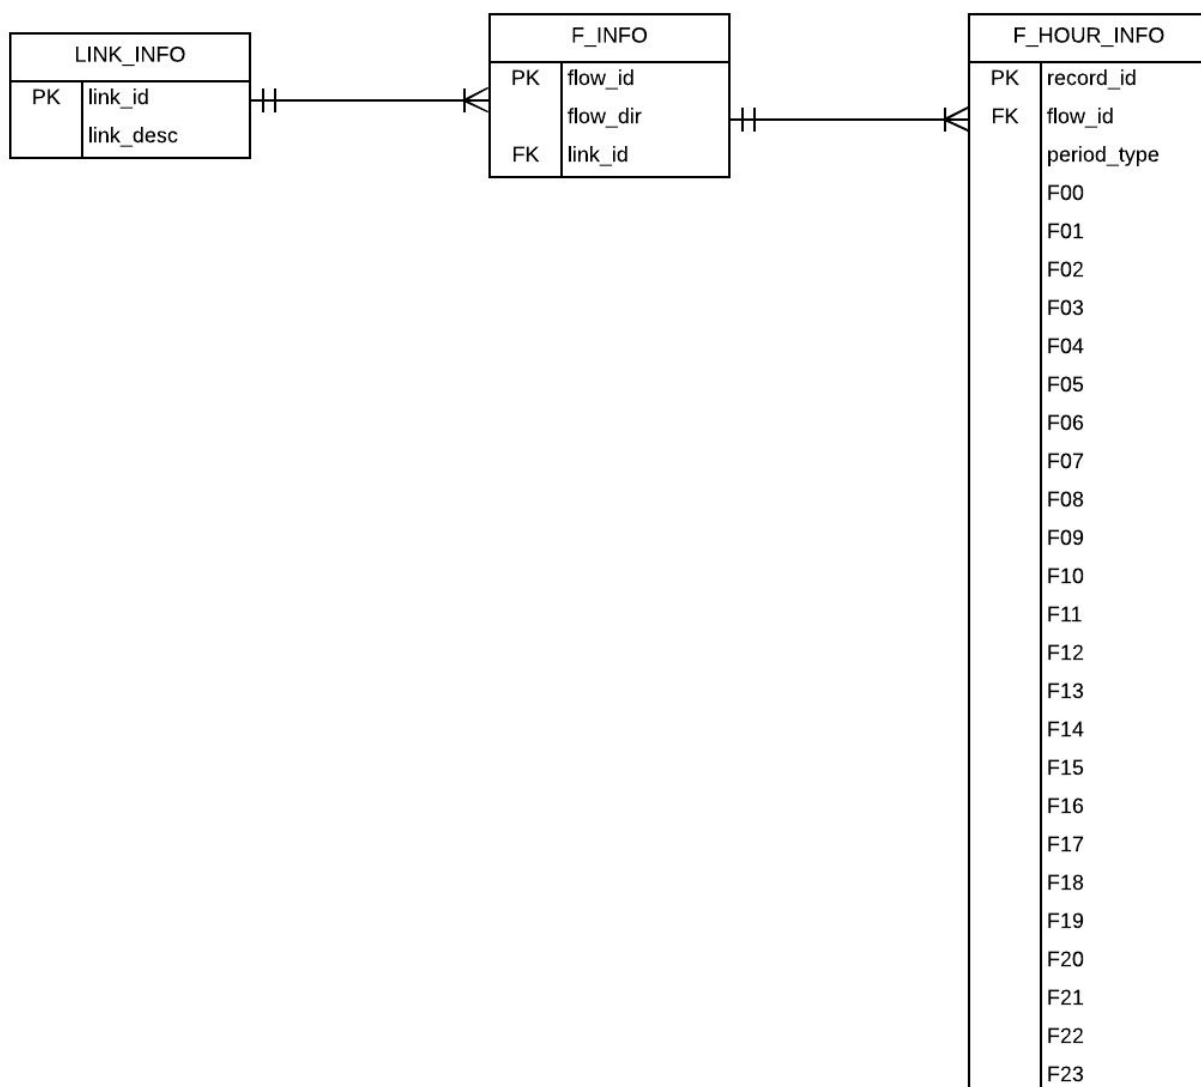 LINK_INFO
PK link_id
link_desc
F_INFO
PK flow_id
flow_dir
FK link_id
F_HOUR_INFO
PK record_id
FK flow_id
period_type
F00
F01
F02
F03
F04
F05
F06
F07
F08
F09
F10
F11
F12
F13
F14
F15
F16
F17
F18
F19
F20
F21
F22
F23